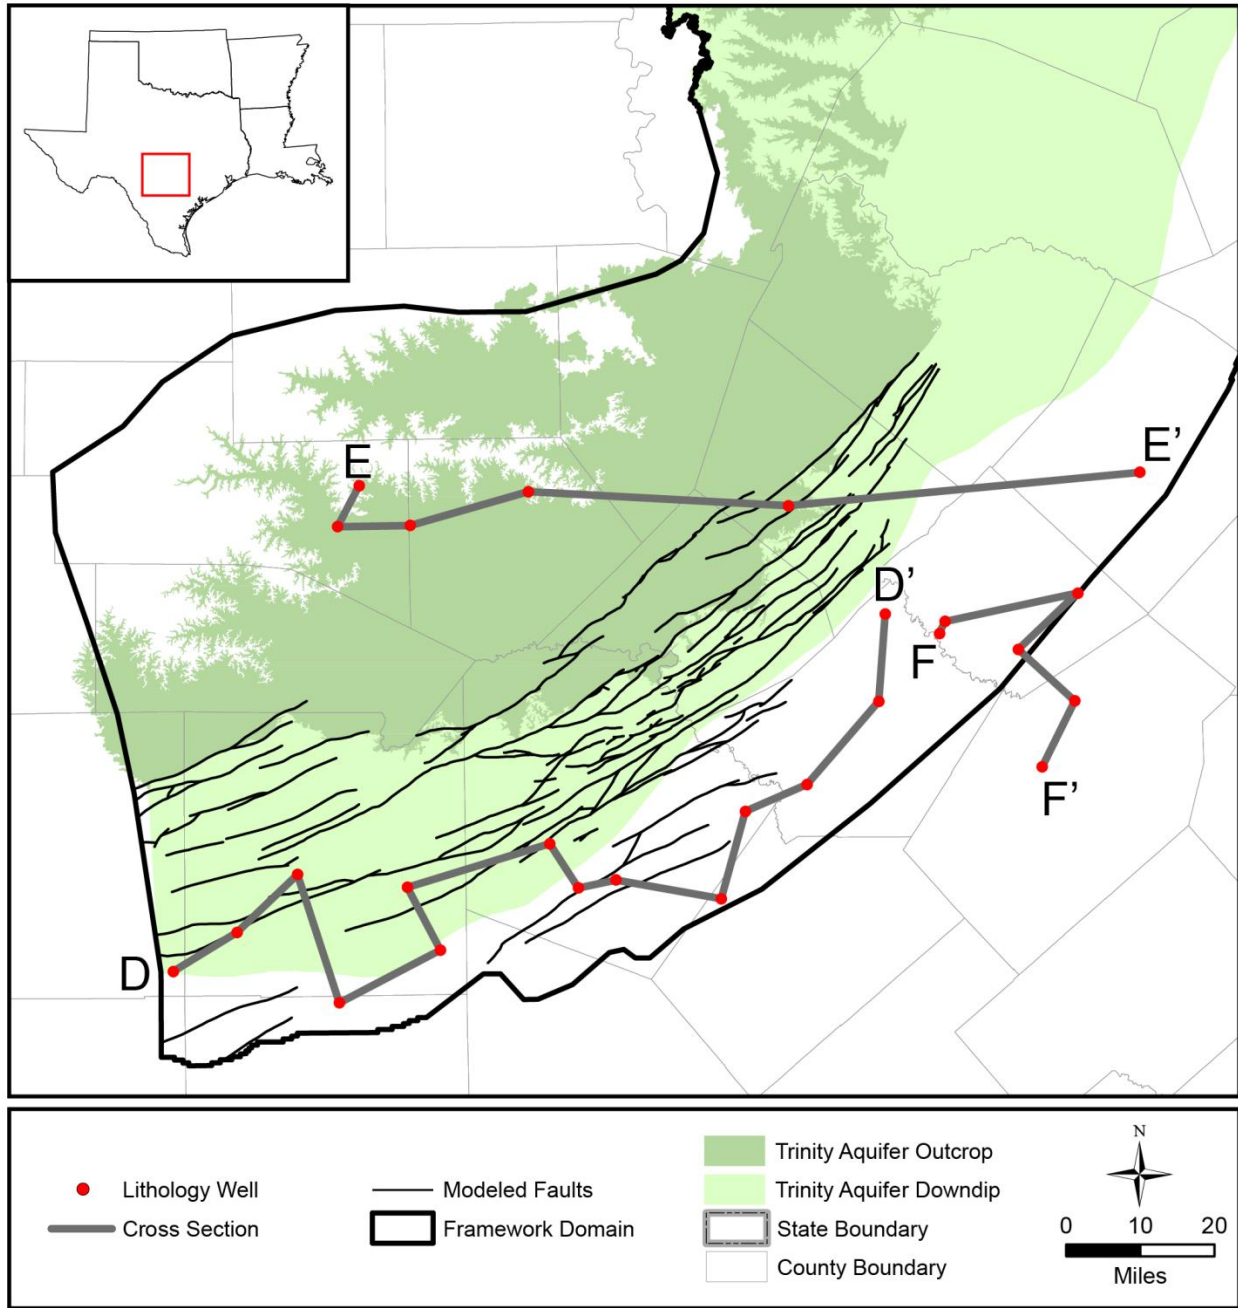 E
E’
D’
F
F’
D
Lithology Well
Cross Section
Modeled Faults
Framework Domain
Trinity Aquifer Outcrop
Trinity Aquifer Downdip
State Boundary
County Boundary
N
0 10 20
Miles